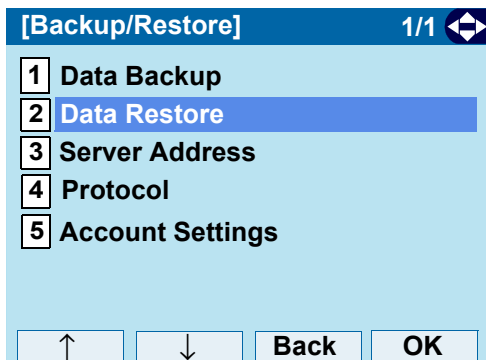 [Backup/Restore] 1/1
1 Data Backup
2 Data Restore
3 Server Address
4 Protocol
5 Account Settings
↑ ↓ Back OK